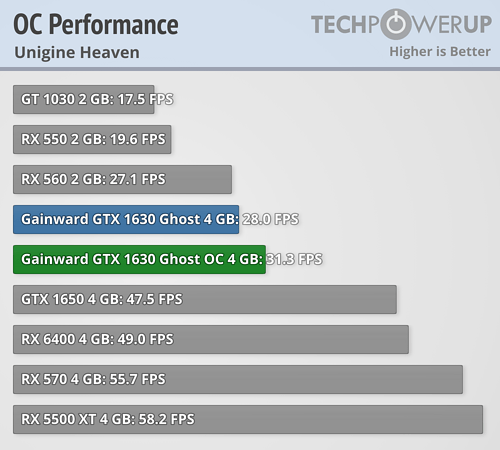 OC Performance
TECHPOWERUP
Unigine Heaven
Higher is Better
GT 1030 2 GB: 17.5 FPS
RX 550 2 GB: 19.6 FPS
RX 560 2 GB: 27.1 FPS
Gainward GTX 1630 Ghost 4 GB: 28.0 FPS
Gainward GTX 1630 Ghost OC 4 GB: 31.3 FPS
GTX 1650 4 GB: 47.5 FPS
RX 6400 4 GB: 49.0 FPS
RX 570 4 GB: 55.7 FPS
RX 5500 XT 4 GB: 58.2 FPS